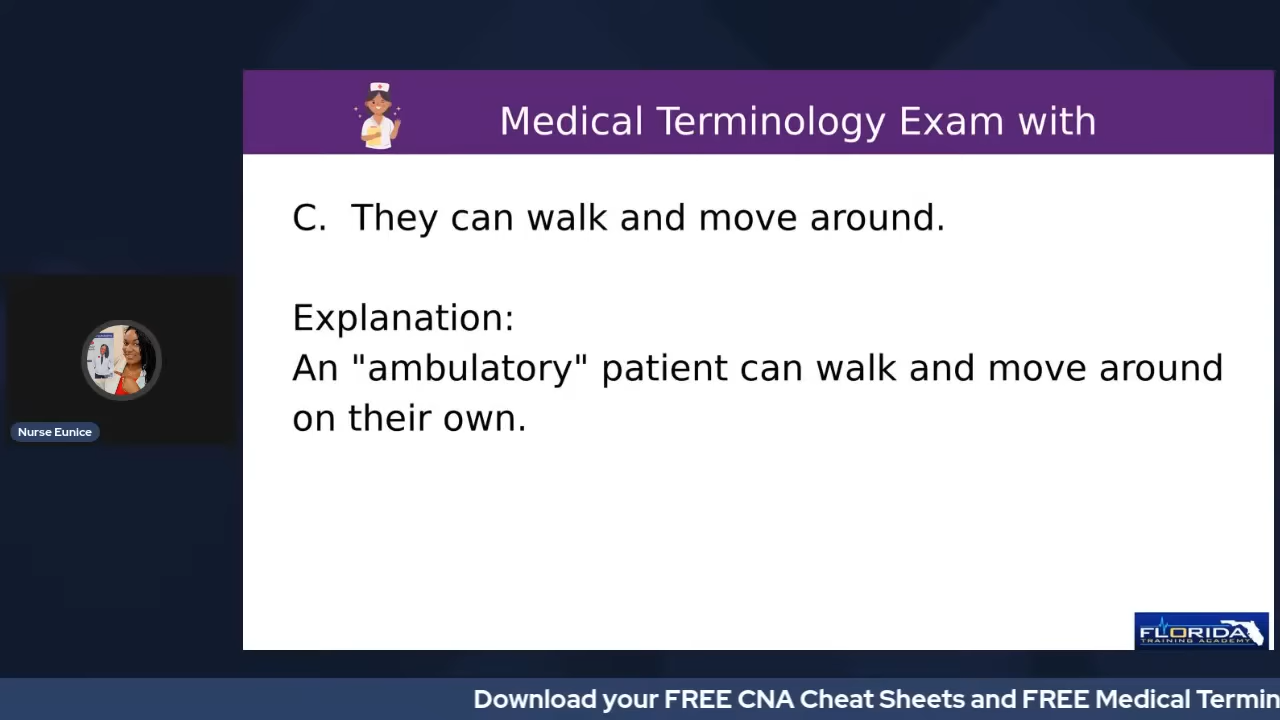 Medical Terminology Exam with
C. They can walk and move around.
Explanation:
An "ambulatory" patient can walk and move around
on their own.
Nurse Eunice
FLORIDA
TRAINING ACADEMY
Download your FREE CNA Cheat Sheets and FREE Medical Termin